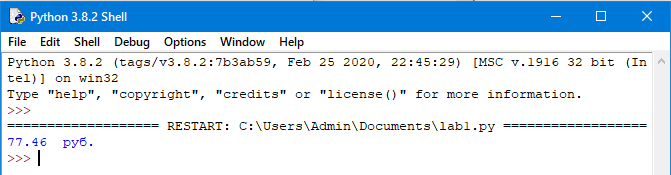 Python 3.8.2 Shell
File Edit Shell Debug Options Window Help
Python 3.8.2 (tags/v3.8.2:7b3ab59, Feb 25 2020, 22:45:29) [MSC v.1916 32 bit (In
tel)] on win32
Type "help", "copyright", "credits" or "license()" for more information.
>>>
=================== RESTART: C:\Users\Admin\Documents\lab1.py ==================
77.46  руб.
>>>